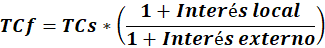 TCf = TCs * (1 + Interés local / 1 + Interés externo)